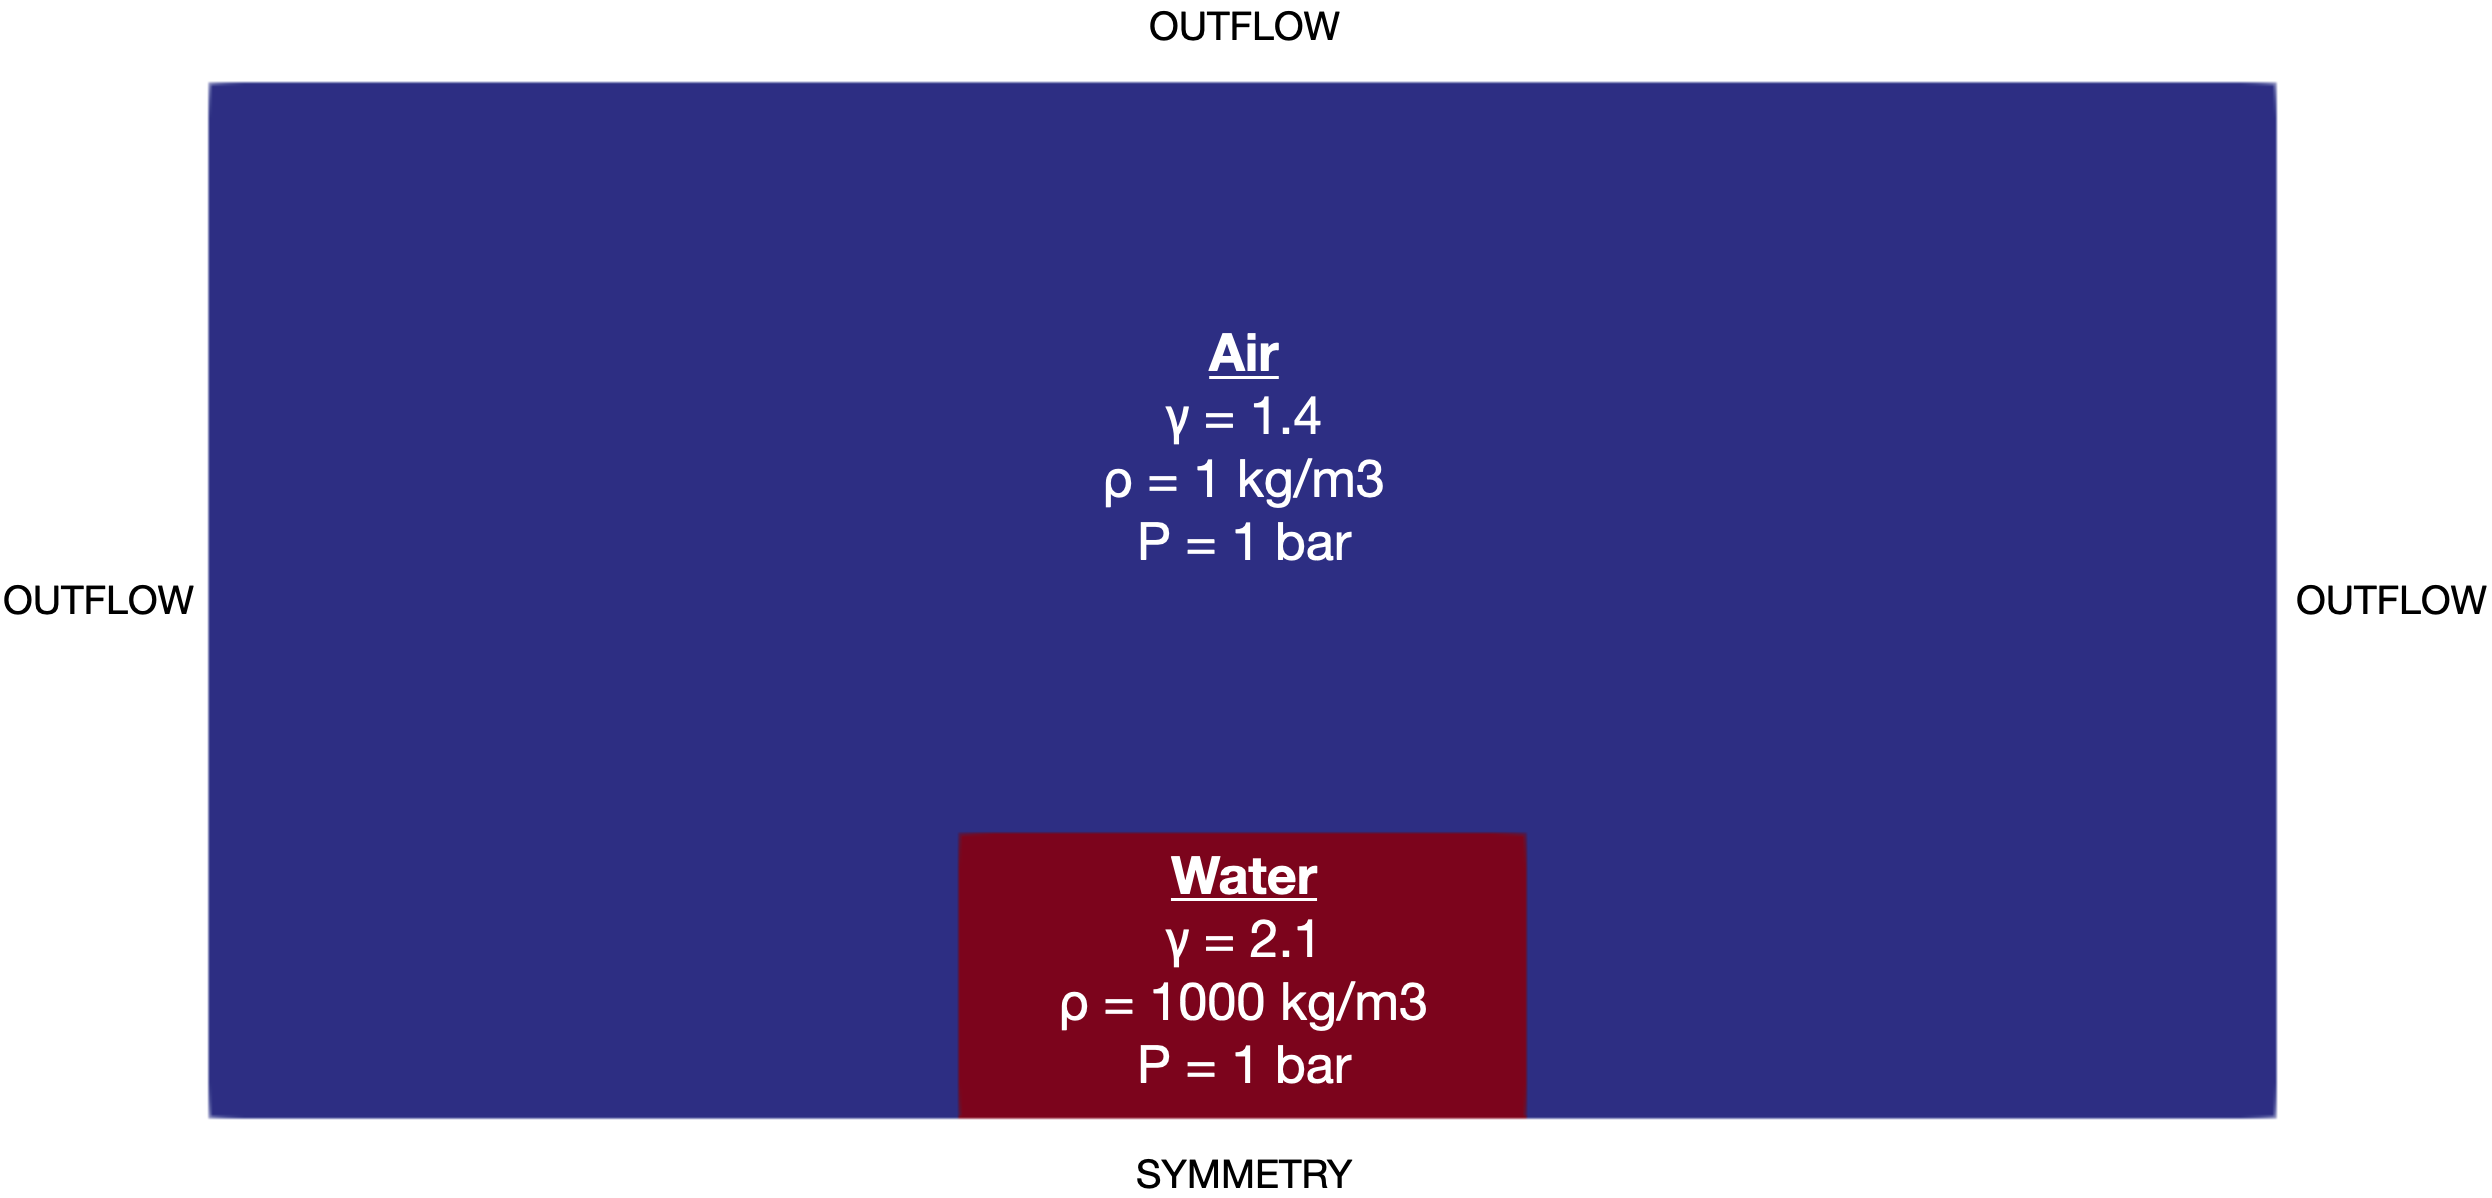 OUTFLOW
Air
γ = 1.4
ρ = 1 kg/m3
P = 1 bar
OUTFLOW
OUTFLOW
Water
γ = 2.1
ρ = 1000 kg/m3
P = 1 bar
SYMMETRY